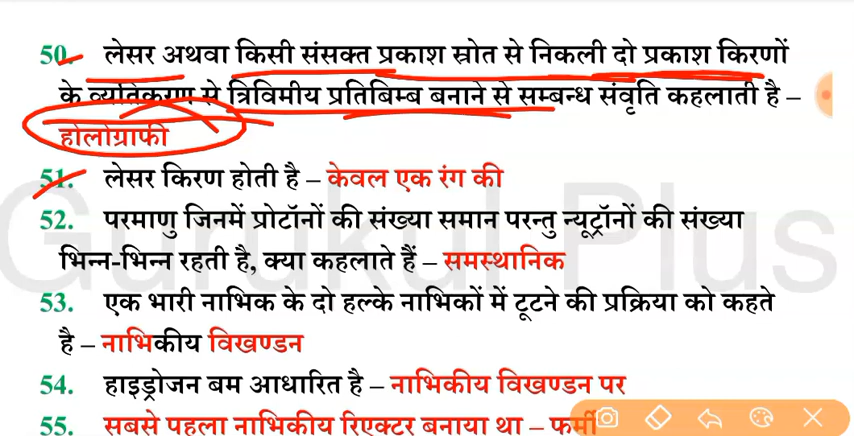 50. लेसर अथवा किसी संसक्त प्रकाश स्रोत से निकली दो प्रकाश किरणों
के व्यतिकरण से त्रिविमीय प्रतिबिम्ब बनाने से सम्बन्ध संवृति कहलाती है –
होलोग्राफी
51. लेसर किरण होती है – केवल एक रंग की
52. परमाणु जिनमें प्रोटॉनों की संख्या समान परन्तु न्यूट्रॉनों की संख्या
भिन्न-भिन्न रहती है, क्या कहलाते हैं – समस्थानिक
53. एक भारी नाभिक के दो हल्के नाभिकों में टूटने की प्रक्रिया को कहते
है – नाभिकीय विखण्डन
54. हाइड्रोजन बम आधारित है – नाभिकीय विखण्डन पर
55. सबसे पहला नाभिकीय रिएक्टर बनाया था – फर्मी
Gurukul Plus